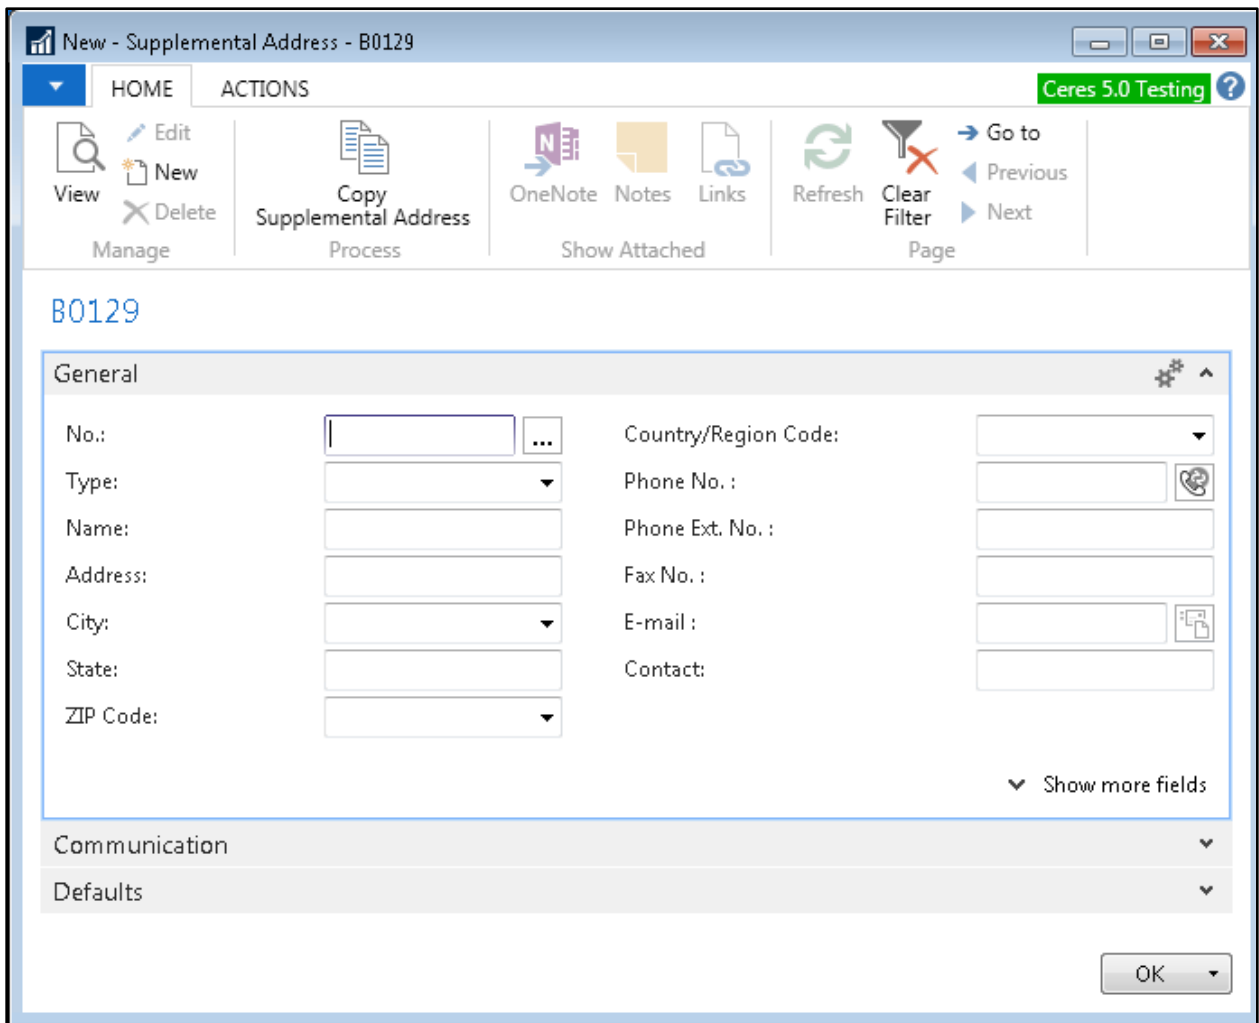 New - Supplemental Address - B0129
HOME ACTIONS Ceres 5.0 Testing ?
View
Edit
New
Delete
Manage
Copy
Supplemental Address
Process
OneNote Notes Links
Show Attached
Refresh
Clear
Filter
Go to
Previous
Next
Page
B0129
General
No.: ...
Type:
Name:
Address:
City:
State:
ZIP Code:
Country/Region Code:
Phone No. :
Phone Ext. No. :
Fax No. :
E-mail :
Contact:
Show more fields
Communication
Defaults
OK